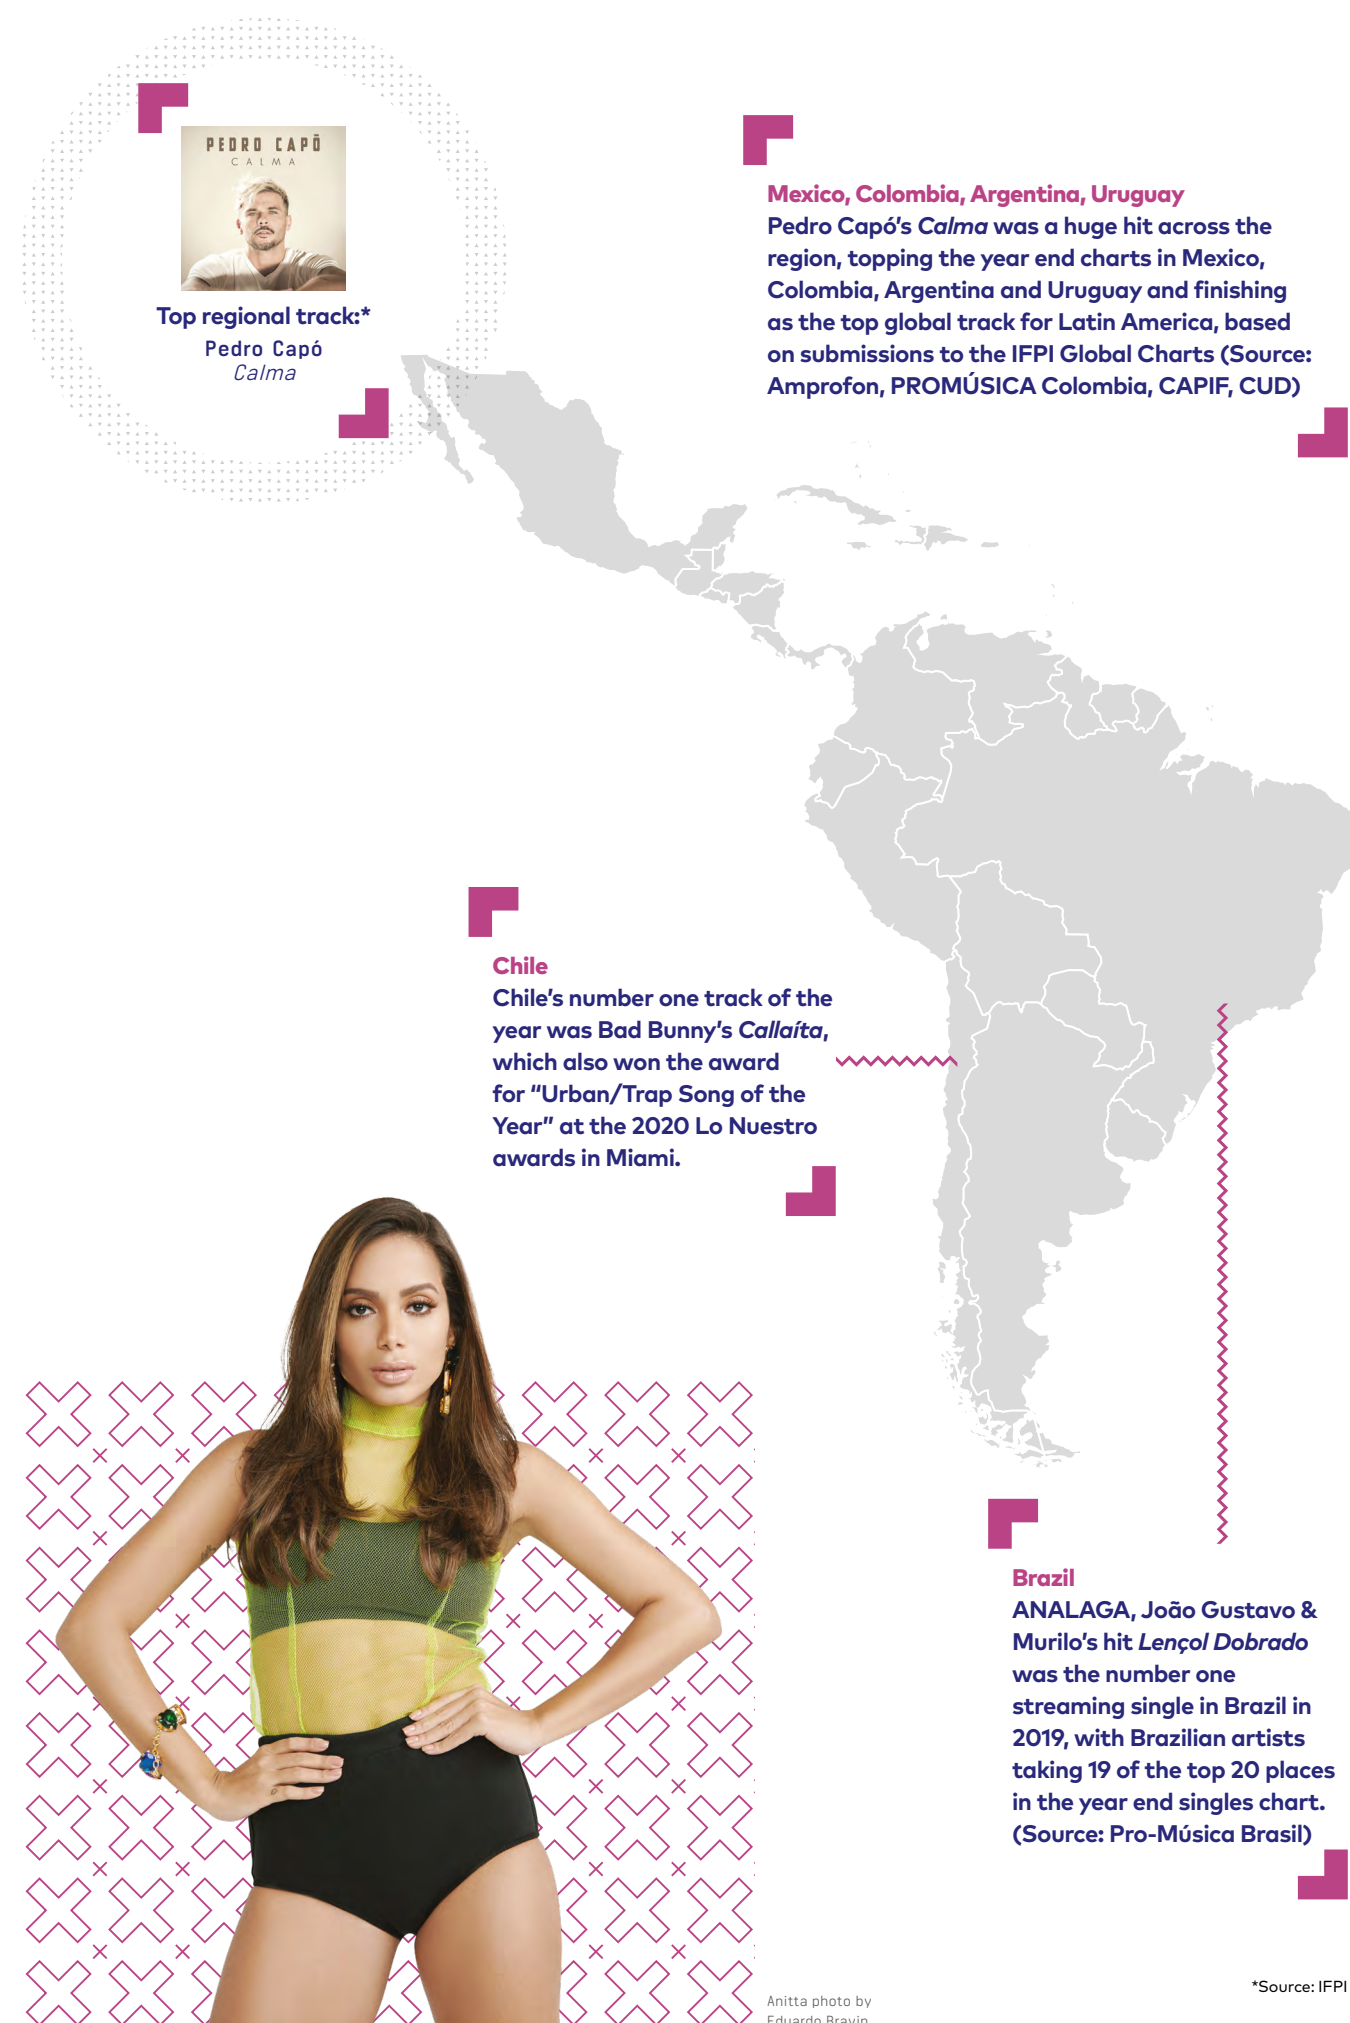 PEDRO CAPÓ
CALMA
Top regional track:*
Pedro Capó
Calma
Mexico, Colombia, Argentina, Uruguay
Pedro Capó’s Calma was a huge hit across the
region, topping the year end charts in Mexico,
Colombia, Argentina and Uruguay and finishing
as the top global track for Latin America, based
on submissions to the IFPI Global Charts (Source:
Amprofon, PROMÚSICA Colombia, CAPIF, CUD)
Chile
Chile’s number one track of the
year was Bad Bunny’s Callaíta,
which also won the award
for “Urban/Trap Song of the
Year” at the 2020 Lo Nuestro
awards in Miami.
Brazil
ANALAGA, João Gustavo &
Murilo’s hit Lençol Dobrado
was the number one
streaming single in Brazil in
2019, with Brazilian artists
taking 19 of the top 20 places
in the year end singles chart.
(Source: Pro-Música Brasil)
*Source: IFPI
Anitta photo by
Eduardo Bravin